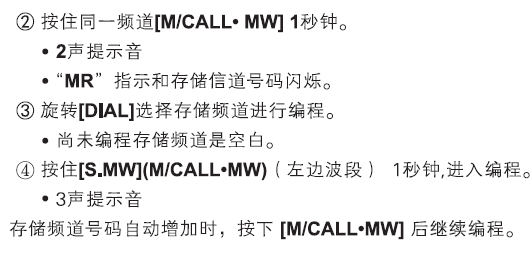 ② 按住同一频道[M/CALL• MW] 1秒钟。
• 2声提示音
• “MR” 指示和存储信道号码闪烁。
③ 旋转[DIAL]选择存储频道进行编程。
• 尚未编程存储频道是空白。
④ 按住[S.MW](M/CALL•MW)（左边波段） 1秒钟,进入编程。
• 3声提示音
存储频道号码自动增加时，按下 [M/CALL•MW] 后继续编程。